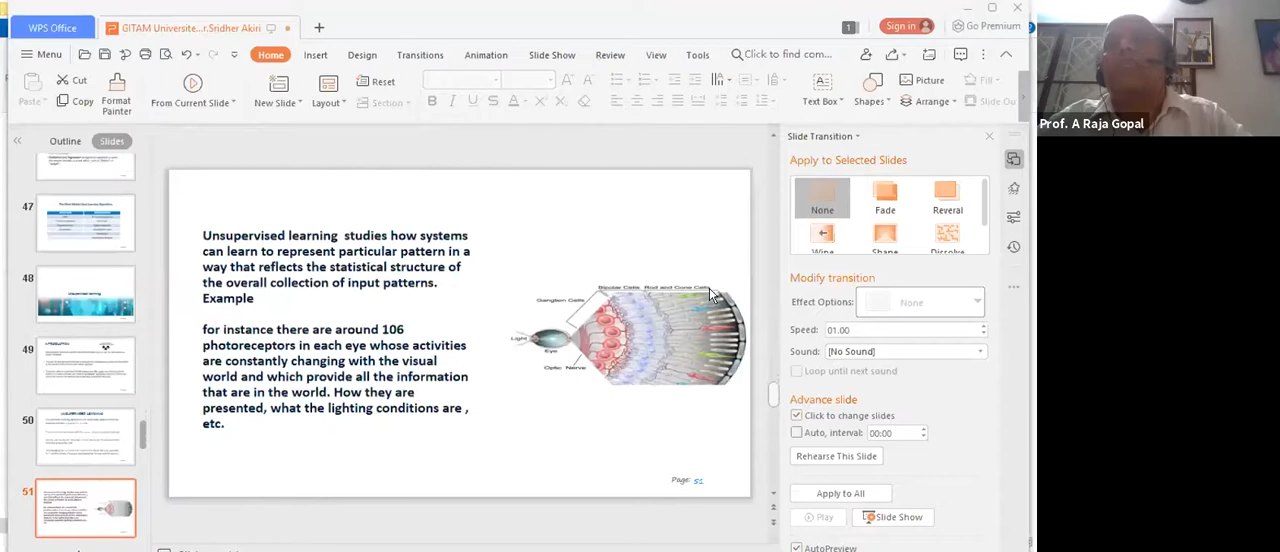 WPS Office
GITAM Universite...r.Sridher Akiri
1
Sign in
Go Premium
Menu
Home
Insert
Design
Transitions
Animation
Slide Show
Review
View
Tools
Click to find com...
Paste
Cut
Copy
Format
Painter
From Current Slide
New Slide
Layout
Reset
B I U S A
Text Box
Shapes
Picture
Arrange
Fill
Slide Ou
Prof. A Raja Gopal
Outline
Slides
47
48
49
50
51
Unsupervised learning studies how systems
can learn to represent particular pattern in a
way that reflects the statistical structure of
the overall collection of input patterns.
Example
for instance there are around 106
photoreceptors in each eye whose activities
are constantly changing with the visual
world and which provide all the information
that are in the world. How they are
presented, what the lighting conditions are ,
etc.
Bipolar Cells
Rod and Cone Cells
Ganglion Cells
Light
Eye
Optic Nerve
Page: 51
Slide Transition
Apply to Selected Slides
None
Fade
Reveral
Wipe
Shape
Dissolve
Modify transition
Effect Options:
None
Speed: 01.00
Sound: [No Sound]
Loop until next sound
Advance slide
Click to change slides
Auto, interval: 00:00
Rehearse This Slide
Apply to All
Play
Slide Show
AutoPreview